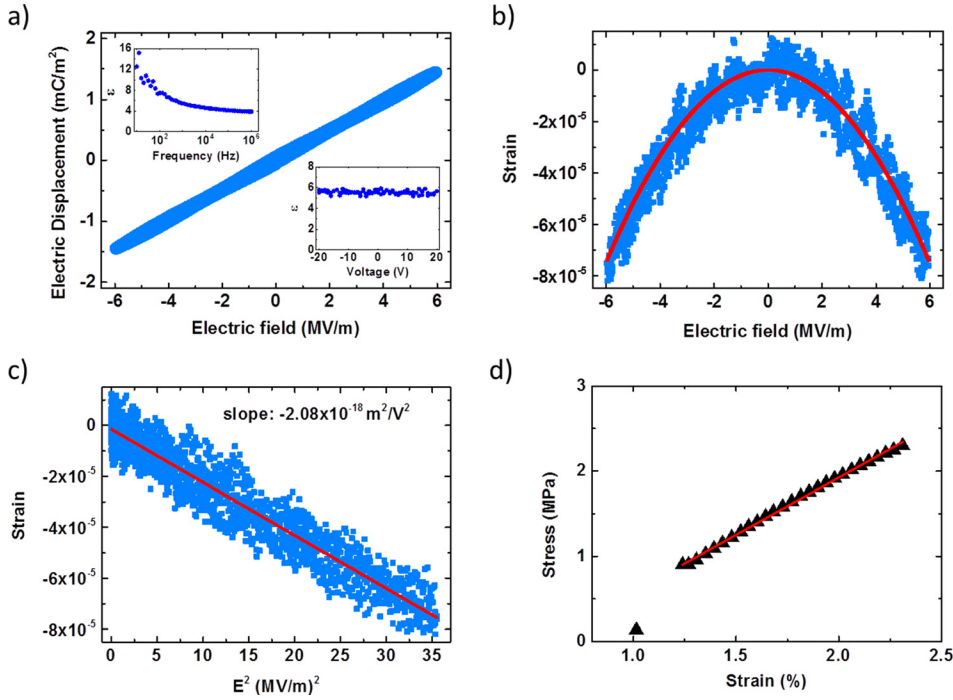 a)
Electric Displacement (mC/m²)
2
1
0
-1
-2
-6 -4 -2 0 2 4 6
Electric field (MV/m)
ε
16
12
8
4
0
10² 10⁴ 10⁶
Frequency (Hz)
ε
8
6
4
2
0
-20 -10 0 10 20
Voltage (V)
b)
Strain
0
-2x10⁻⁵
-4x10⁻⁵
-6x10⁻⁵
-8x10⁻⁵
-6 -4 -2 0 2 4 6
Electric field (MV/m)
c)
slope: -2.08x10⁻¹⁸ m²/V²
Strain
0
-2x10⁻⁵
-4x10⁻⁵
-6x10⁻⁵
-8x10⁻⁵
0 5 10 15 20 25 30 35
E² (MV/m)²
d)
Stress (MPa)
3
2
1
0
1.0 1.5 2.0 2.5
Strain (%)